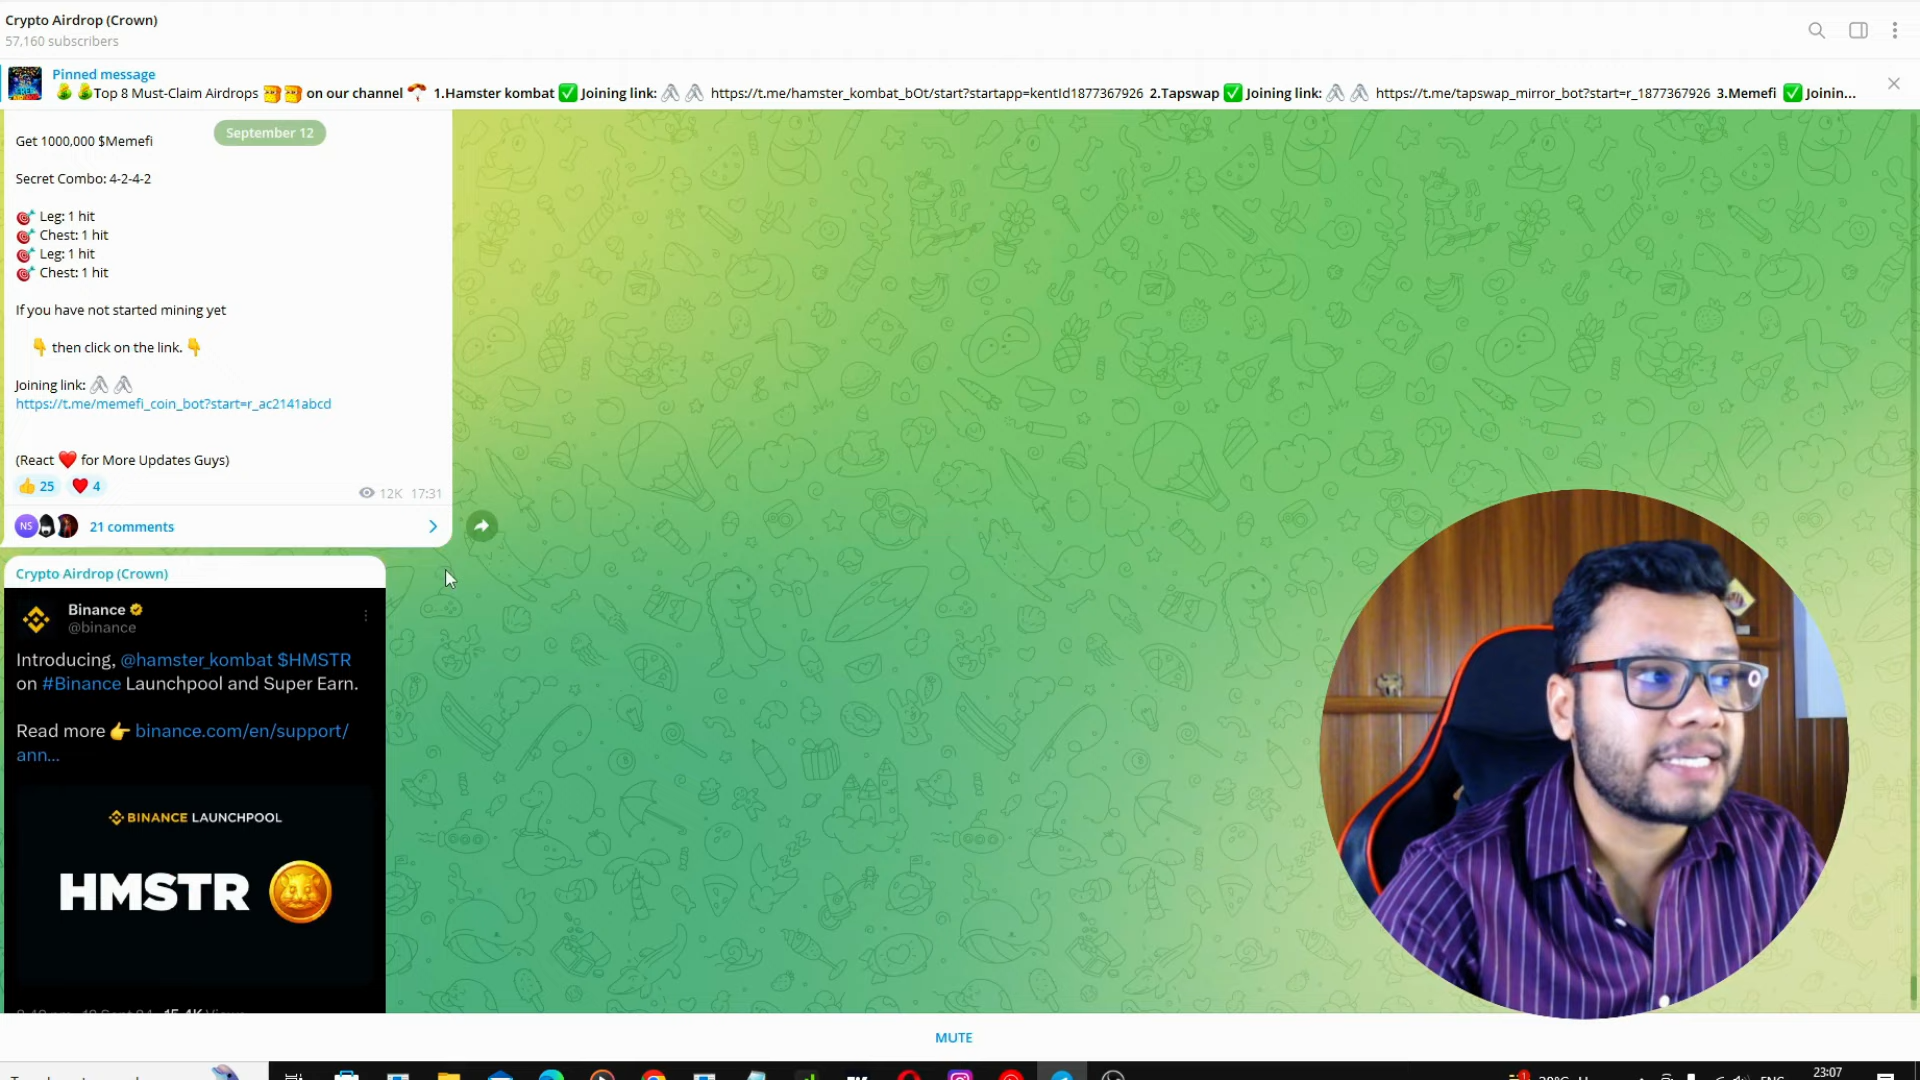 Crypto Airdrop (Crown)
57,160 subscribers
Pinned message
Top 8 Must-Claim Airdrops on our channel 1.Hamster kombat Joining link: https://t.me/hamster_kombat_bOt/start?startapp=kentId1877367926 2.Tapswap Joining link: https://t.me/tapswap_mirror_bot?start=r_1877367926 3.Memefi Joinin...
September 12
Get 1000,000 $Memefi
Secret Combo: 4-2-4-2
Leg: 1 hit
Chest: 1 hit
Leg: 1 hit
Chest: 1 hit
If you have not started mining yet
then click on the link.
Joining link:
https://t.me/memefi_coin_bot?start=r_ac2141abcd
(React ❤️ for More Updates Guys)
25 4
12K 17:31
NS 21 comments
Crypto Airdrop (Crown)
Binance
@binance
Introducing, @hamster_kombat $HMSTR
on #Binance Launchpool and Super Earn.
Read more 👉 binance.com/en/support/
ann...
BINANCE LAUNCHPOOL
HMSTR
MUTE
23:07